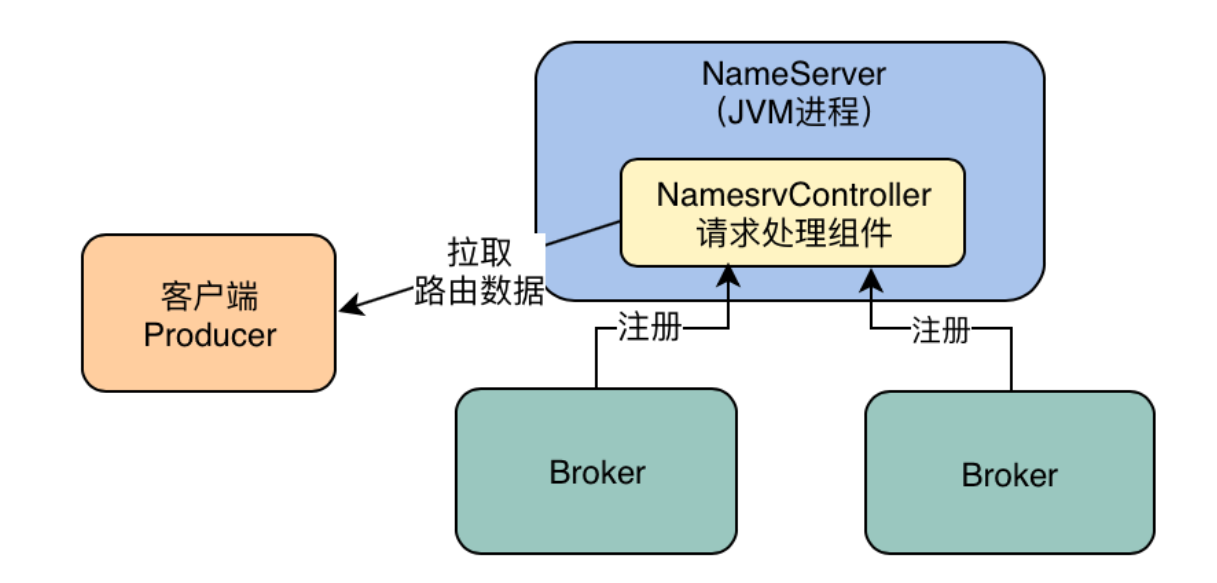 NameServer
（JVM进程）
NamesrvController
请求处理组件
拉取
路由数据
客户端
Producer
注册
注册
Broker
Broker